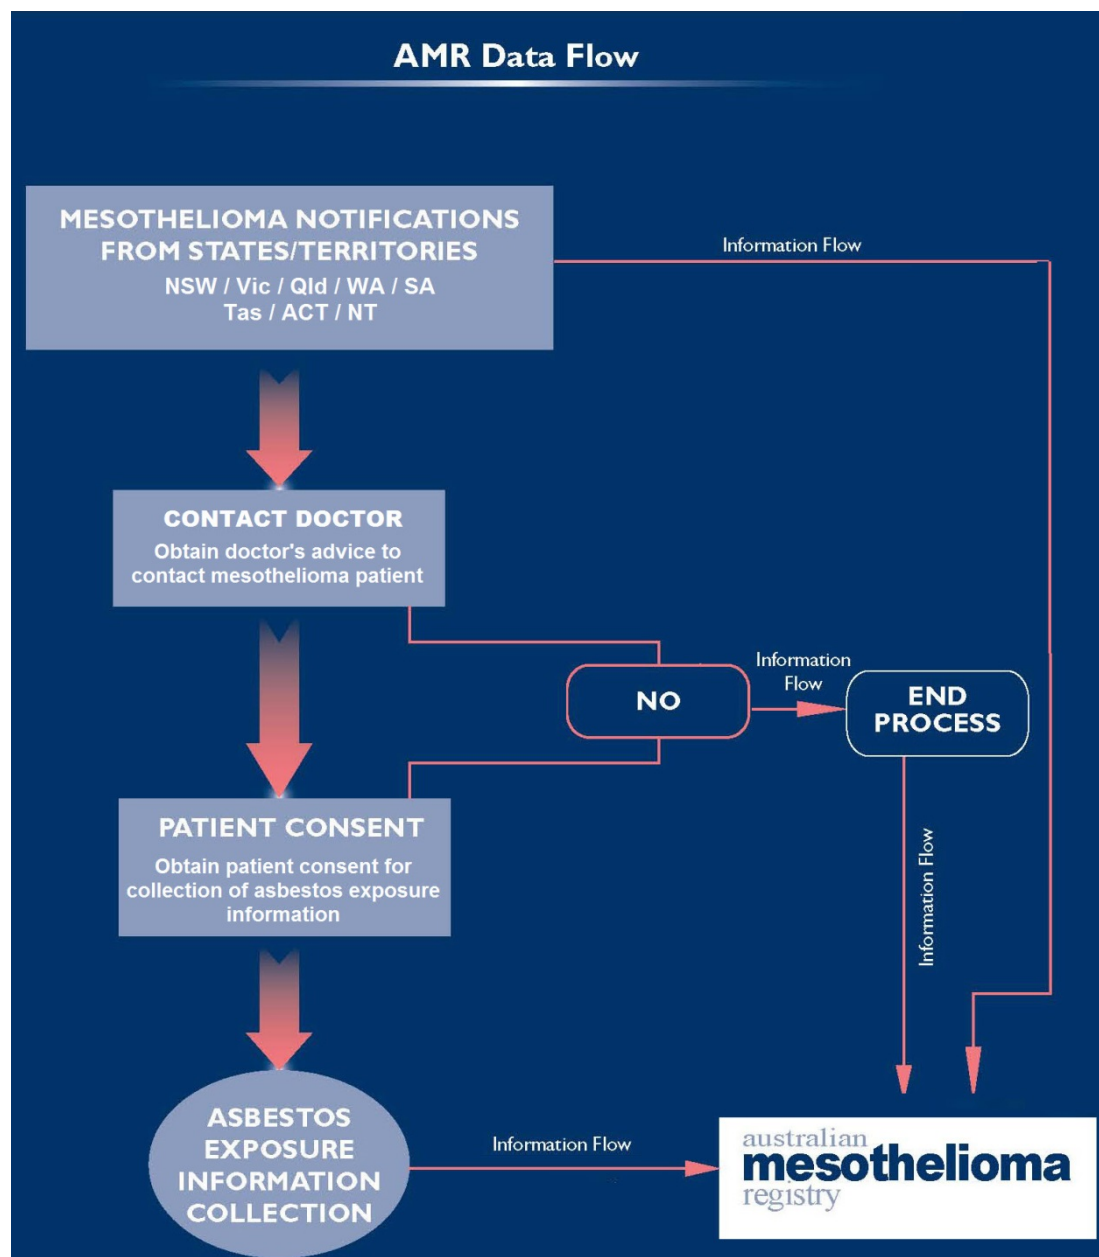 AMR Data Flow
MESOTHELIOMA NOTIFICATIONS
FROM STATES/TERRITORIES
NSW / Vic / Qld / WA / SA
Tas / ACT / NT
Information Flow
CONTACT DOCTOR
Obtain doctor's advice to
contact mesothelioma patient
NO
Information
Flow
END
PROCESS
PATIENT CONSENT
Obtain patient consent for
collection of asbestos exposure
information
Information Flow
ASBESTOS
EXPOSURE
INFORMATION
COLLECTION
Information Flow
australian
mesothelioma
registry